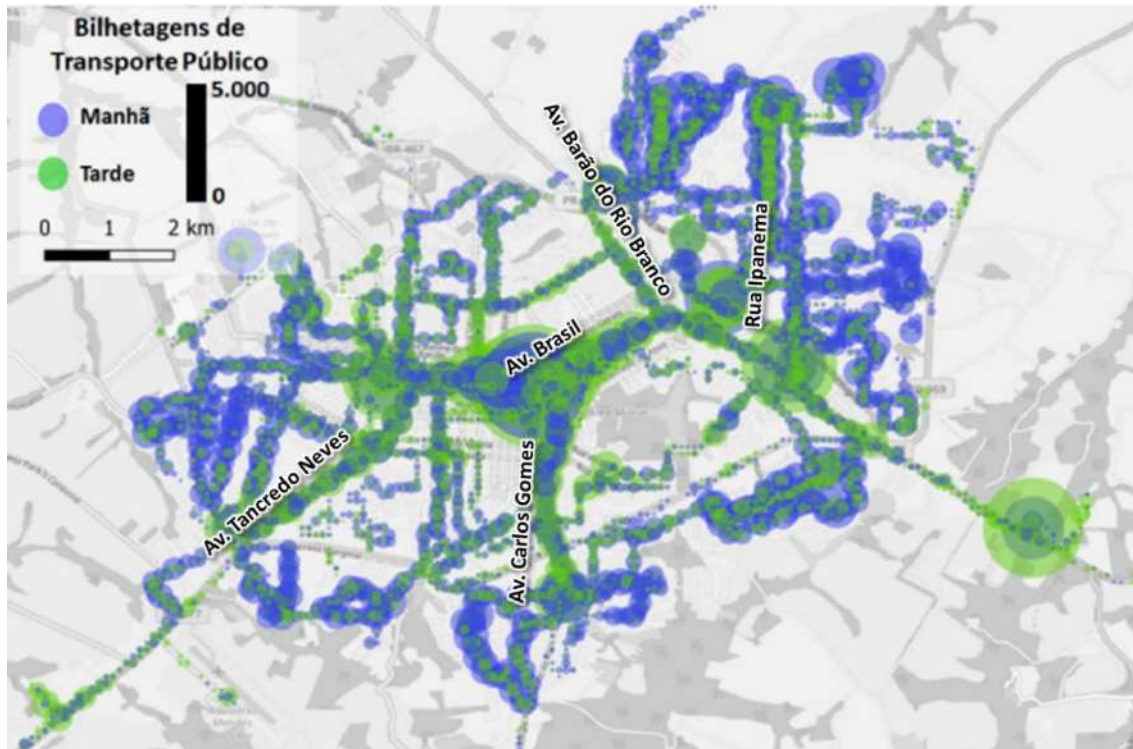 Bilhetagens de
Transporte Público
5.000
Manhã
Tarde
0
0 1 2 km
Av. Barão do Rio Branco
Rua Ipanema
Av. Brasil
Av. Tancredo Neves
Av. Carlos Gomes